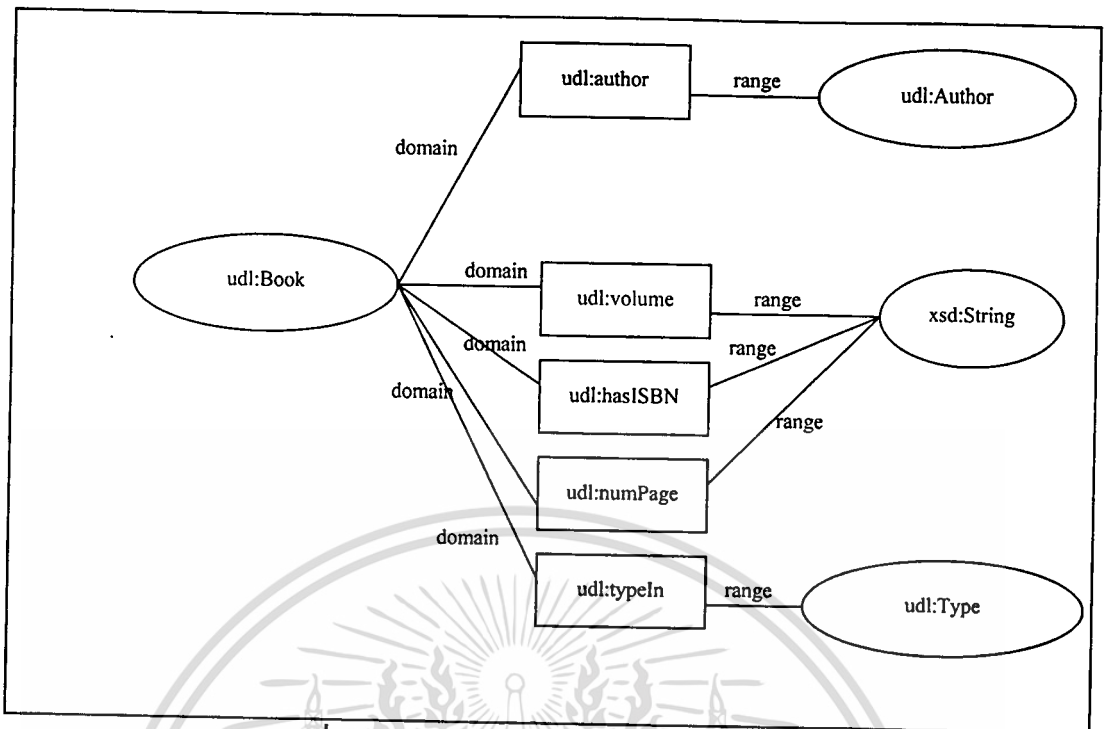 udl:author
range
udl:Author
domain
udl:Book
domain
udl:volume
range
xsd:String
domain
udl:hasISBN
range
domain
udl:numPage
range
domain
udl:typeIn
range
udl:Type